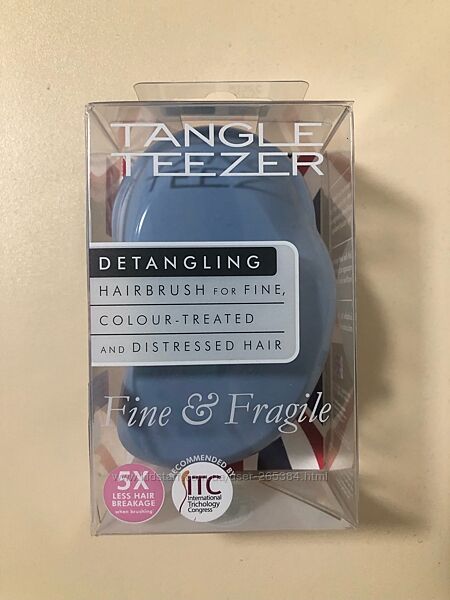 TANGLE
TEEZER
DETANGLING
HAIRBRUSH FOR FINE,
COLOUR-TREATED
AND DISTRESSED HAIR
Fine & Fragile
5X
LESS HAIR
BREAKAGE
when brushing
RECOMMENDED BY
ITC
International
Trichology
Congress